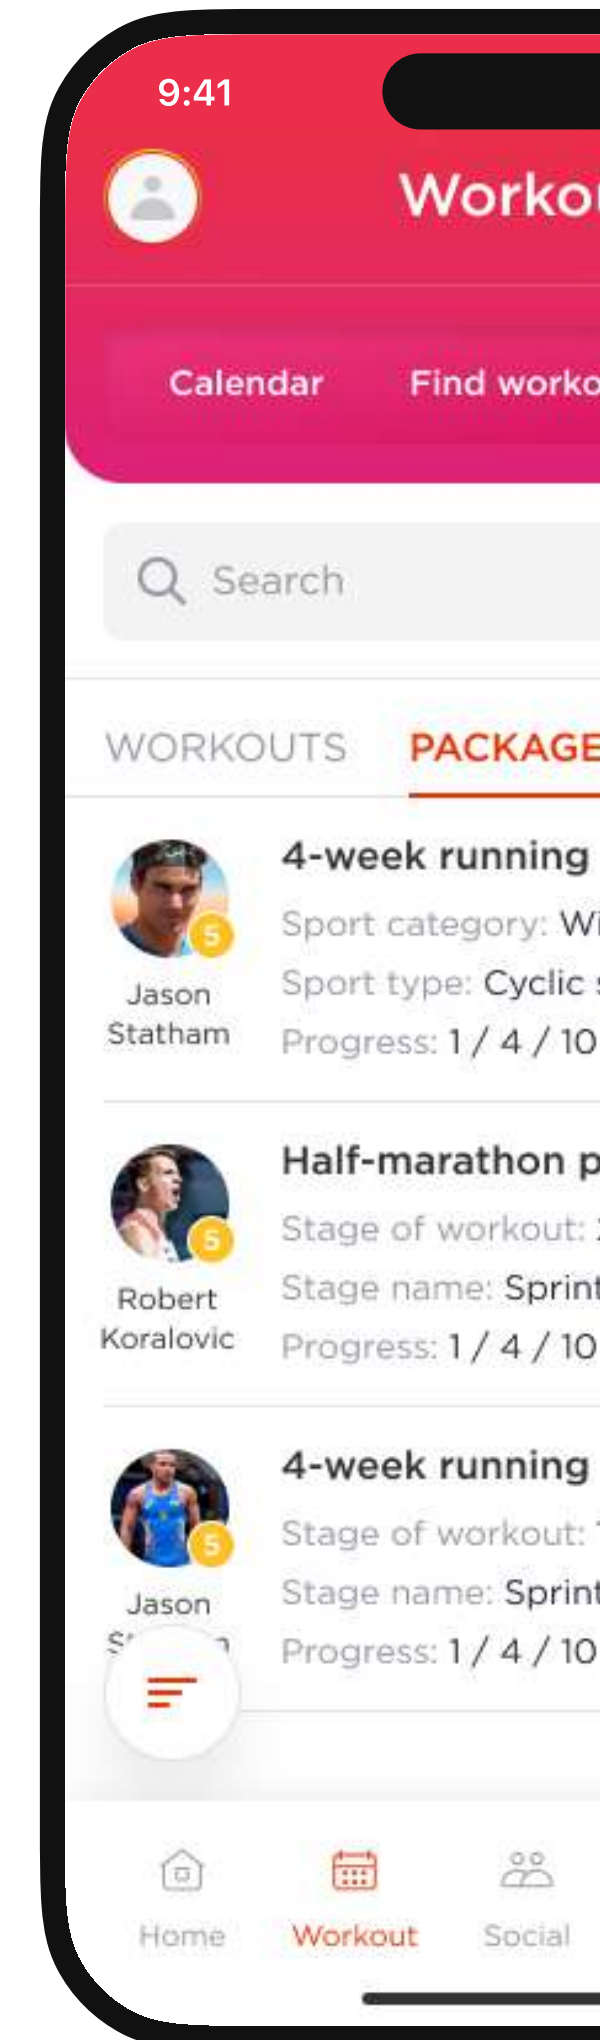 9:41
Workou
Calendar Find worko
Search
WORKOUTS PACKAGE
4-week running
Sport category: Wi
Sport type: Cyclic s
Progress: 1 / 4 / 10
5
Jason
Statham
Half-marathon p
Stage of workout:
Stage name: Sprint
Progress: 1 / 4 / 10
5
Robert
Koralovic
4-week running
Stage of workout:
Stage name: Sprint
Progress: 1 / 4 / 10
5
Jason
Home Workout Social